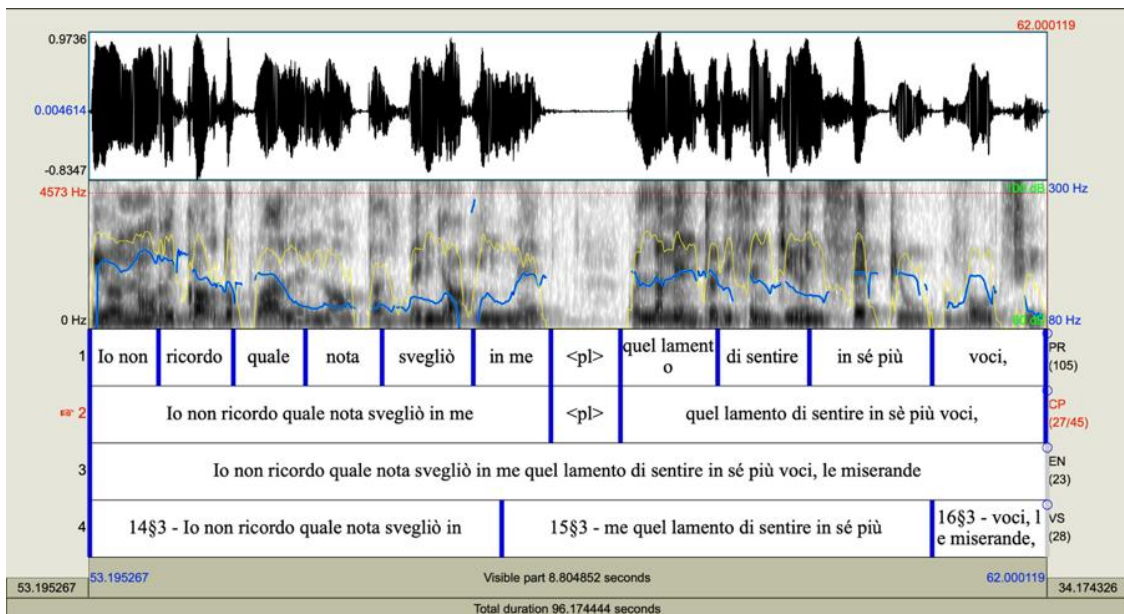 62.000119
0.9736
0.004614
-0.8347
4573 Hz 100 dB 300 Hz
0 Hz 80 Hz
1 Io non ricordo quale nota svegliò in me <pl> quel lament
o di sentire in sé più voci, PR
(105)
2 Io non ricordo quale nota svegliò in me <pl> quel lamento di sentire in sè più voci, CP
(27/45)
3 Io non ricordo quale nota svegliò in me quel lamento di sentire in sé più voci, le miserande EN
(23)
4 14§3 - Io non ricordo quale nota svegliò in 15§3 - me quel lamento di sentire in sé più 16§3 - voci, l
e miserande, VS
(28)
53.195267 Visible part 8.804852 seconds 62.000119
53.195267 34.174326
Total duration 96.174444 seconds